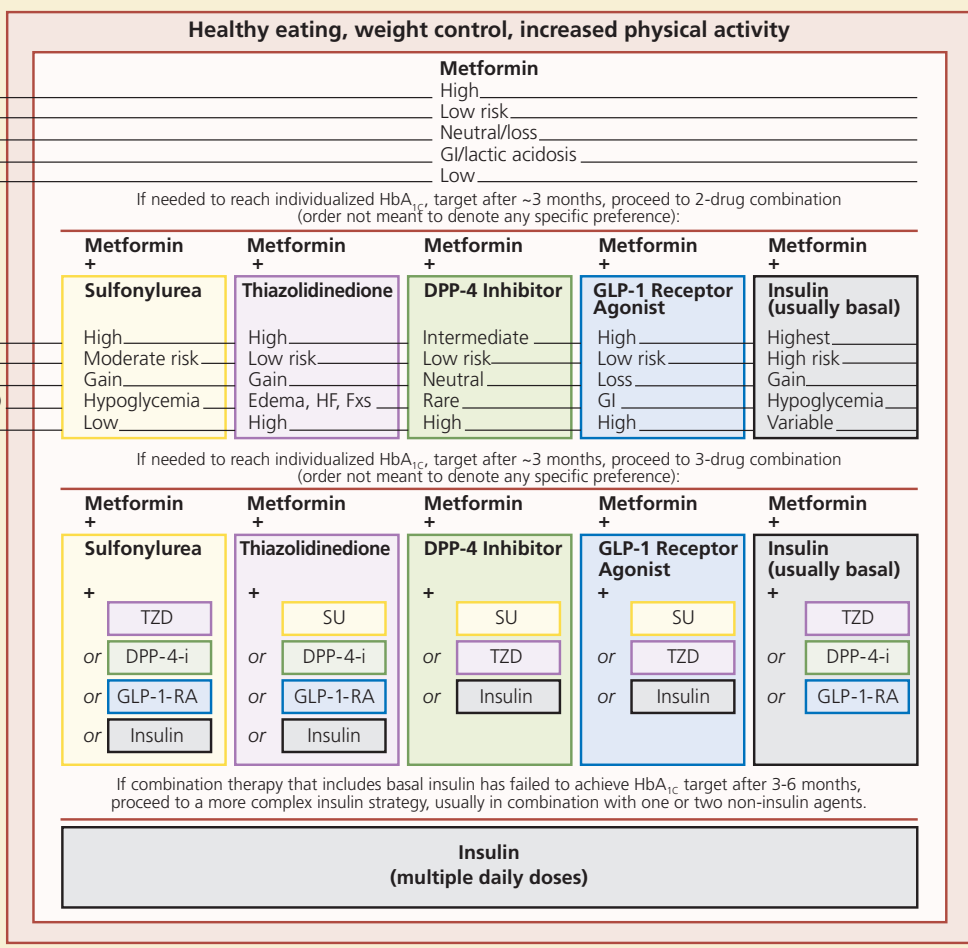 Healthy eating, weight control, increased physical activity
Metformin
High
Low risk
Neutral/loss
GI/lactic acidosis
Low
If needed to reach individualized HbA1C, target after ~3 months, proceed to 2-drug combination
(order not meant to denote any specific preference):
Metformin Metformin Metformin Metformin Metformin
+ + + + +
Sulfonylurea Thiazolidinedione DPP-4 Inhibitor GLP-1 Receptor Insulin
Agonist (usually basal)
High High Intermediate High Highest
Moderate risk Low risk Low risk Low risk High risk
Gain Gain Neutral Loss Gain
) Hypoglycemia Edema, HF, Fxs Rare GI Hypoglycemia
Low High High High Variable
If needed to reach individualized HbA1C, target after ~3 months, proceed to 3-drug combination
(order not meant to denote any specific preference):
Metformin Metformin Metformin Metformin Metformin
+ + + + +
Sulfonylurea Thiazolidinedione DPP-4 Inhibitor GLP-1 Receptor Insulin
Agonist (usually basal)
+ + + + +
TZD SU SU SU TZD
or DPP-4-i or DPP-4-i or TZD or TZD or DPP-4-i
or GLP-1-RA or GLP-1-RA or Insulin or Insulin or GLP-1-RA
or Insulin or Insulin
If combination therapy that includes basal insulin has failed to achieve HbA1C target after 3-6 months,
proceed to a more complex insulin strategy, usually in combination with one or two non-insulin agents.
Insulin
(multiple daily doses)